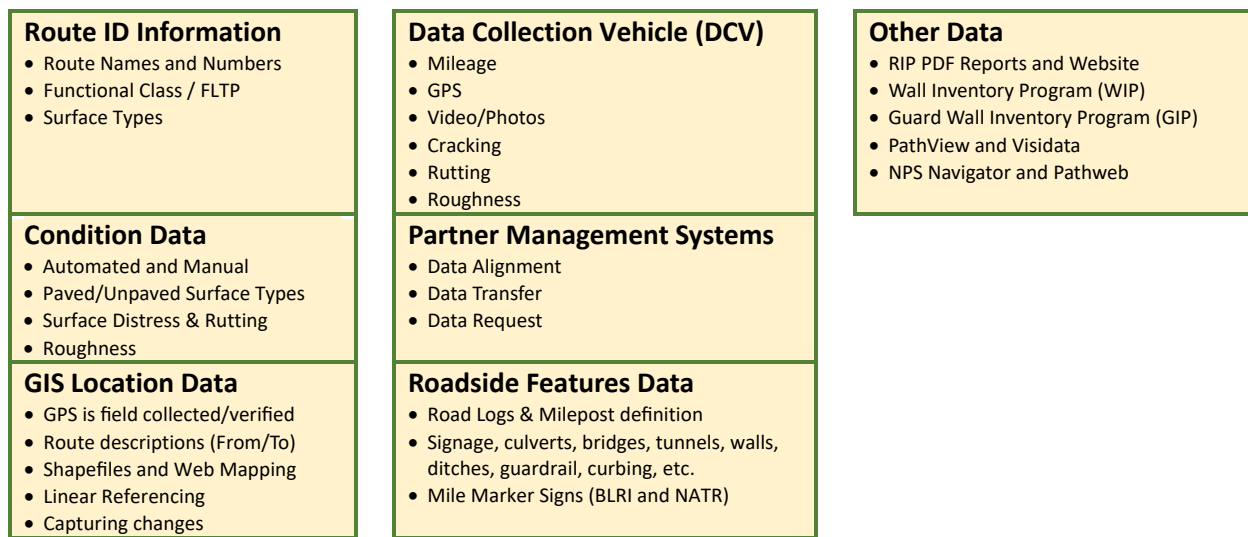 Route ID Information
• Route Names and Numbers
• Functional Class / FLTP
• Surface Types
Condition Data
• Automated and Manual
• Paved/Unpaved Surface Types
• Surface Distress & Rutting
• Roughness
GIS Location Data
• GPS is field collected/verified
• Route descriptions (From/To)
• Shapefiles and Web Mapping
• Linear Referencing
• Capturing changes
Data Collection Vehicle (DCV)
• Mileage
• GPS
• Video/Photos
• Cracking
• Rutting
• Roughness
Partner Management Systems
• Data Alignment
• Data Transfer
• Data Request
Roadside Features Data
• Road Logs & Milepost definition
• Signage, culverts, bridges, tunnels, walls,
ditches, guardrail, curbing, etc.
• Mile Marker Signs (BLRI and NATR)
Other Data
• RIP PDF Reports and Website
• Wall Inventory Program (WIP)
• Guard Wall Inventory Program (GIP)
• PathView and Visidata
• NPS Navigator and Pathweb